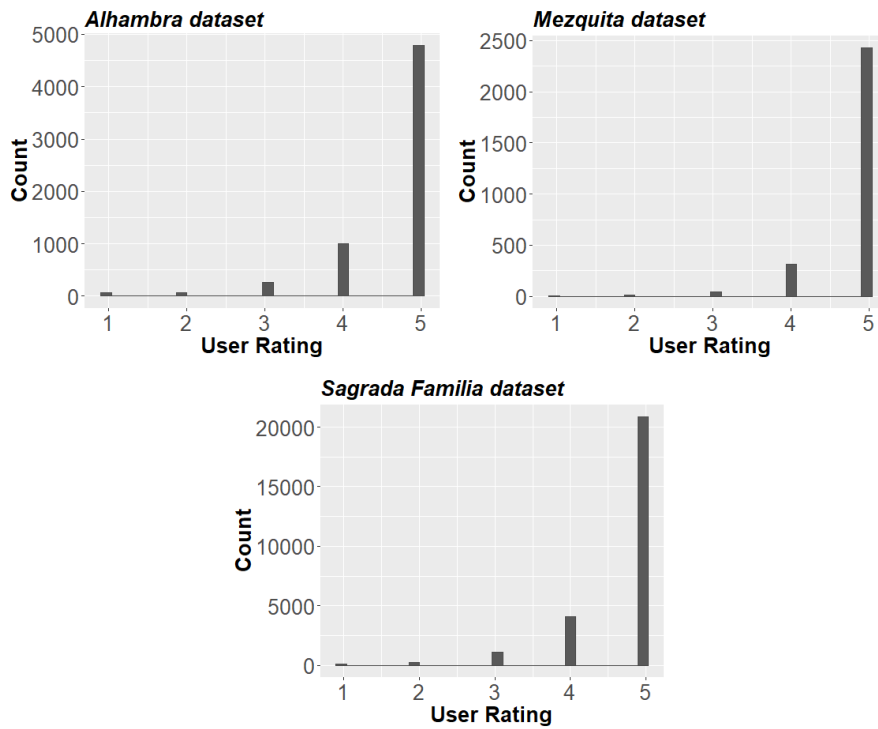 Alhambra dataset
5000
4000
3000
2000
1000
0
Count
1 2 3 4 5
User Rating
Mezquita dataset
2500
2000
1500
1000
500
0
Count
1 2 3 4 5
User Rating
Sagrada Familia dataset
20000
15000
10000
5000
0
Count
1 2 3 4 5
User Rating